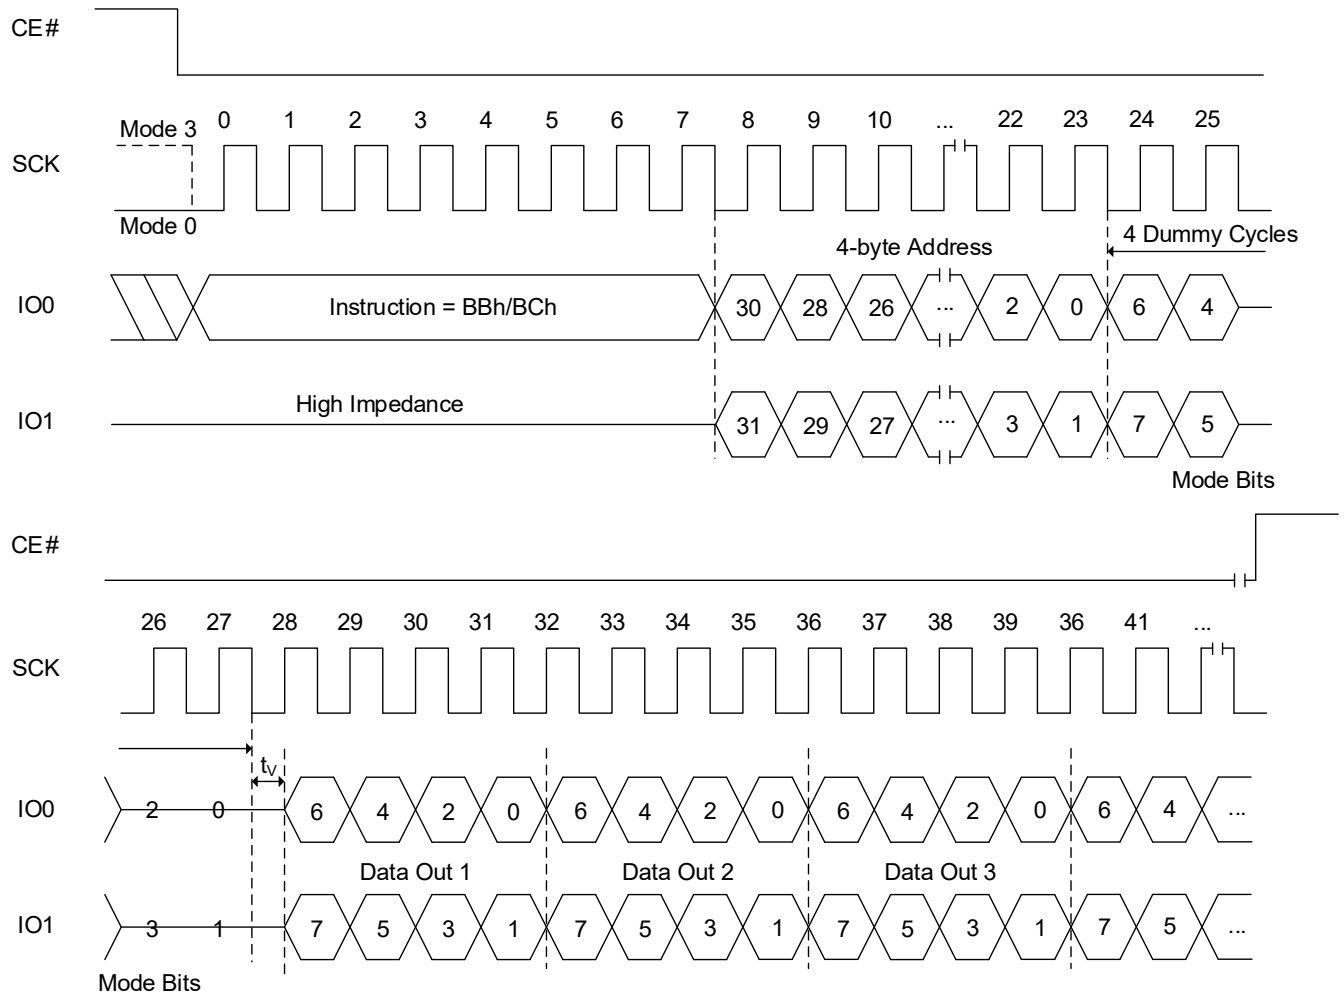 CE#
Mode 3 0 1 2 3 4 5 6 7 8 9 10 ... 22 23 24 25
SCK
Mode 0
4-byte Address 4 Dummy Cycles
IO0 Instruction = BBh/BCh 30 28 26 ... 2 0 6 4
High Impedance
IO1 31 29 27 ... 3 1 7 5
Mode Bits
CE#
26 27 28 29 30 31 32 33 34 35 36 37 38 39 36 41 ...
SCK
tV
IO0 2 0 6 4 2 0 6 4 2 0 6 4 2 0 6 4 ...
Data Out 1 Data Out 2 Data Out 3
IO1 3 1 7 5 3 1 7 5 3 1 7 5 3 1 7 5 ...
Mode Bits